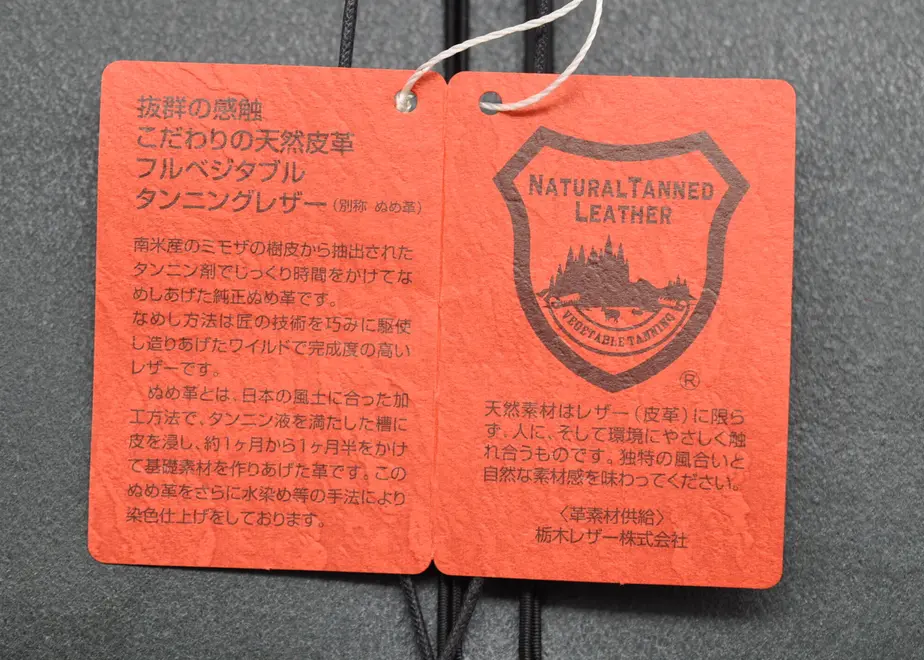 抜群の感触
こだわりの天然皮革
フルベジタブル
タンニングレザー（別称 ぬめ革）
南米産のミモザの樹皮から抽出された
タンニン剤でじっくり時間をかけてな
めしあげた純正ぬめ革です。
なめし方法は匠の技術を巧みに駆使
し造りあげたワイルドで完成度の高い
レザーです。
ぬめ革とは、日本の風土に合った加
工方法で、タンニン液を満たした槽に
皮を浸し、約1ヶ月から1ヶ月半をかけ
て基礎素材を作りあげた革です。この
ぬめ革をさらに水染め等の手法により
染色仕上げをしております。
NATURAL TANNED
LEATHER
VEGETABLE TANNING
®
天然素材はレザー（皮革）に限ら
ず、人に、そして環境にやさしく触
れ合うものです。独特の風合いと
自然な素材感を味わってください。
〈革素材供給〉
栃木レザー株式会社